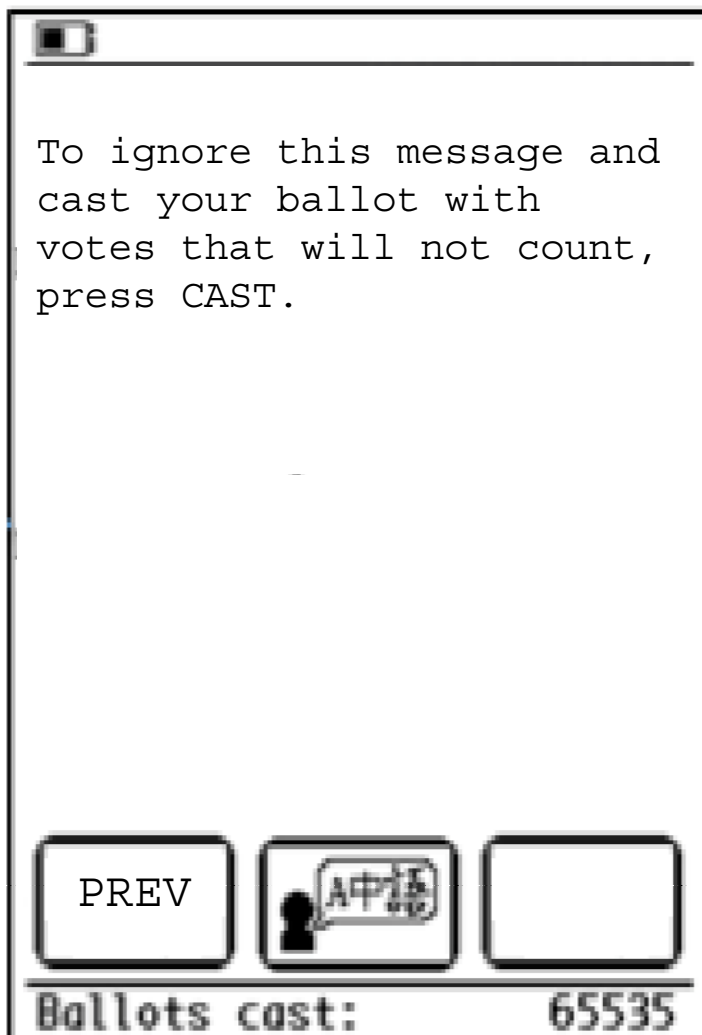 To ignore this message and
cast your ballot with
votes that will not count,
press CAST.
PREV
A中語
Ballots cast: 65535